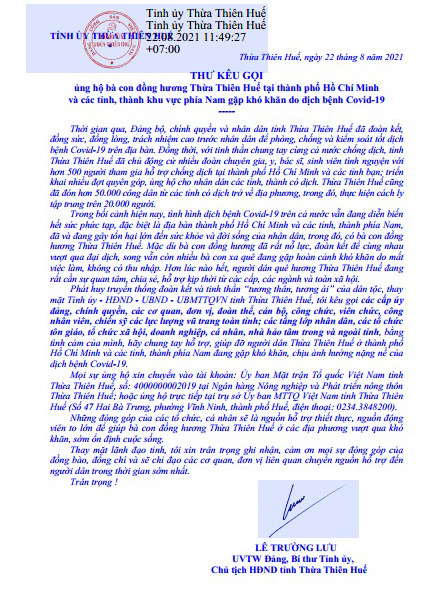 Tỉnh ủy Thừa Thiên Huế
Tỉnh ủy Thừa Thiên Huế
TỈNH ỦY THỪA THIÊN HUẾ
22.08.2021 11:49:27
+07:00
Thừa Thiên Huế, ngày 22 tháng 8 năm 2021
THƯ KÊU GỌI
ủng hộ bà con đồng hương Thừa Thiên Huế tại thành phố Hồ Chí Minh
và các tỉnh, thành khu vực phía Nam gặp khó khăn do dịch bệnh Covid-19
-----
Thời gian qua, Đảng bộ, chính quyền và nhân dân tỉnh Thừa Thiên Huế đã đoàn kết,
đồng sức, đồng lòng, trách nhiệm cao trước nhân dân để phòng, chống và kiểm soát tốt dịch
bệnh Covid-19 trên địa bàn. Đồng thời, với tinh thần chung tay cùng cả nước chống dịch, tỉnh
Thừa Thiên Huế đã chủ động cử nhiều đoàn chuyên gia, y, bác sĩ, sinh viên tình nguyện với
hơn 500 người tham gia hỗ trợ chống dịch tại thành phố Hồ Chí Minh và các tỉnh bạn; triển
khai nhiều đợt quyên góp, ủng hộ cho nhân dân các tỉnh, thành có dịch. Thừa Thiên Huế cũng
đã đón hơn 50.000 công dân từ các tỉnh có dịch trở về địa phương, trong đó, thực hiện cách ly
tập trung trên 20.000 người.
Trong bối cảnh hiện nay, tình hình dịch bệnh Covid-19 trên cả nước vẫn đang diễn biến
hết sức phức tạp, đặc biệt là địa bàn thành phố Hồ Chí Minh và các tỉnh, thành phía Nam,
đã và đang gây tổn hại lớn đến sức khỏe và đời sống của nhân dân, trong đó, có bà con đồng
hương Thừa Thiên Huế. Mặc dù bà con đồng hương đã rất nỗ lực, đoàn kết để cùng nhau
vượt qua đại dịch, song vẫn còn nhiều bà con xa quê đang gặp hoàn cảnh khó khăn do mất
việc làm, không có thu nhập. Hơn lúc nào hết, người dân quê hương Thừa Thiên Huế đang
rất cần sự quan tâm, chia sẻ, hỗ trợ kịp thời từ các cấp, các ngành và toàn xã hội.
Phát huy truyền thống đoàn kết và tinh thần “tương thân, tương ái” của dân tộc, thay
mặt Tỉnh ủy - HĐND - UBND - UBMTTQVN tỉnh Thừa Thiên Huế, tôi kêu gọi các cấp ủy
đảng, chính quyền, các cơ quan, đơn vị, đoàn thể, cán bộ, công chức, viên chức, công
nhân viên, chiến sỹ các lực lượng vũ trang toàn tỉnh; các tầng lớp nhân dân, các tổ chức
tôn giáo, tổ chức xã hội, doanh nghiệp, cá nhân, nhà hảo tâm trong và ngoài tỉnh, bằng
tình cảm của mình, hãy chung tay hỗ trợ, giúp đỡ người dân Thừa Thiên Huế ở thành phố
Hồ Chí Minh và các tỉnh, thành phía Nam đang gặp khó khăn, chịu ảnh hưởng nặng nề của
dịch bệnh Covid-19.
Mọi sự ủng hộ xin chuyển vào tài khoản: Ủy ban Mặt trận Tổ quốc Việt Nam tỉnh
Thừa Thiên Huế, số: 4000000002019 tại Ngân hàng Nông nghiệp và Phát triển nông thôn
Thừa Thiên Huế; hoặc ủng hộ trực tiếp tại trụ sở Ủy ban MTTQ Việt Nam tỉnh Thừa Thiên
Huế (Số 47 Hai Bà Trưng, phường Vĩnh Ninh, thành phố Huế, điện thoại: 0234.3848200).
Những đóng góp của các tổ chức, cá nhân sẽ là nguồn hỗ trợ thiết thực, nguồn động
viên to lớn để giúp bà con đồng hương Thừa Thiên Huế ở các địa phương vượt qua khó
khăn, sớm ổn định cuộc sống.
Thay mặt lãnh đạo tỉnh, tôi xin trân trọng ghi nhận, cảm ơn mọi sự đóng góp của
đồng bào, đồng chí và sẽ chỉ đạo các cơ quan, đơn vị liên quan chuyển nguồn hỗ trợ đến
người dân trong thời gian sớm nhất.
Trân trọng !
LÊ TRƯỜNG LƯU
UVTW Đảng, Bí thư Tỉnh ủy,
Chủ tịch HĐND tỉnh Thừa Thiên Huế